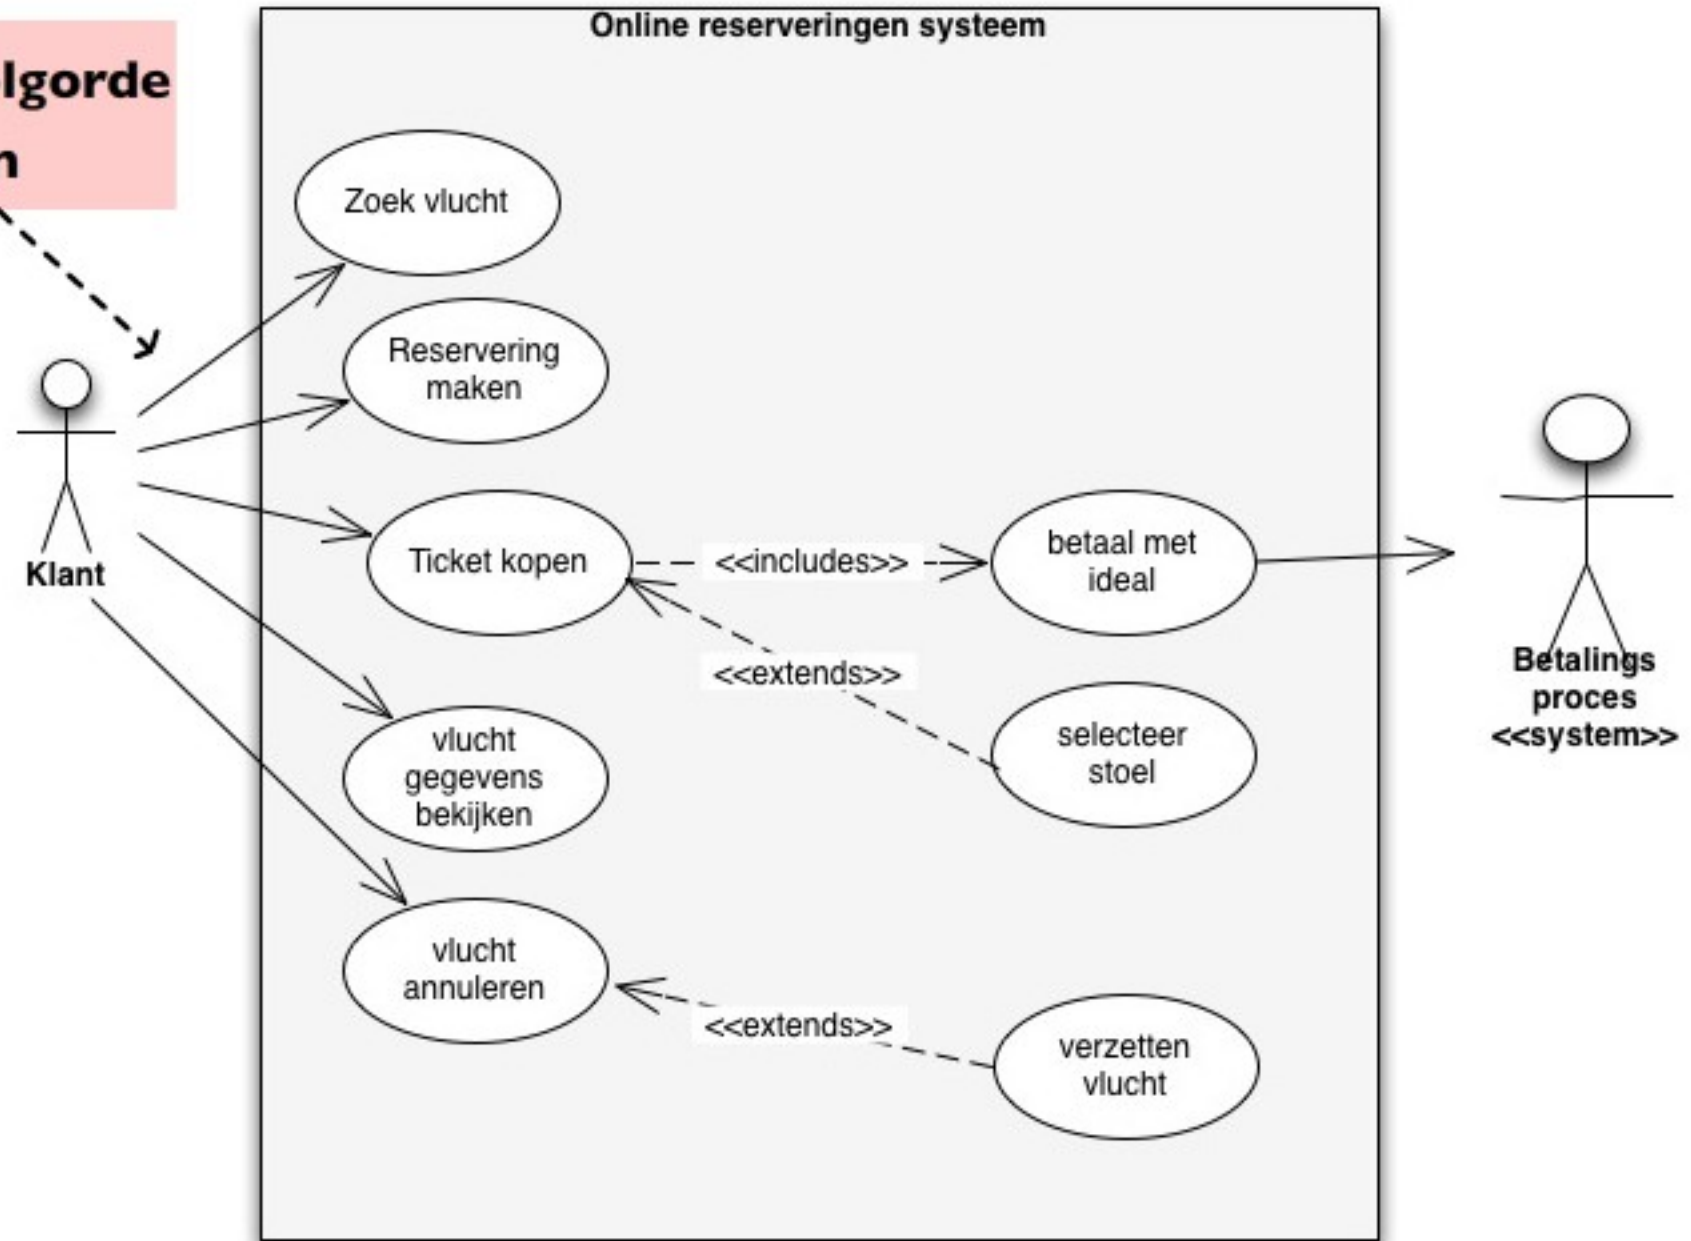 Online reserveringen systeem
lgorde
n
Zoek vlucht
Reservering
maken
Klant
Ticket kopen
<<includes>>
betaal met
ideal
<<extends>>
selecteer
stoel
Betalings
proces
<<system>>
vlucht
gegevens
bekijken
vlucht
annuleren
<<extends>>
verzetten
vlucht